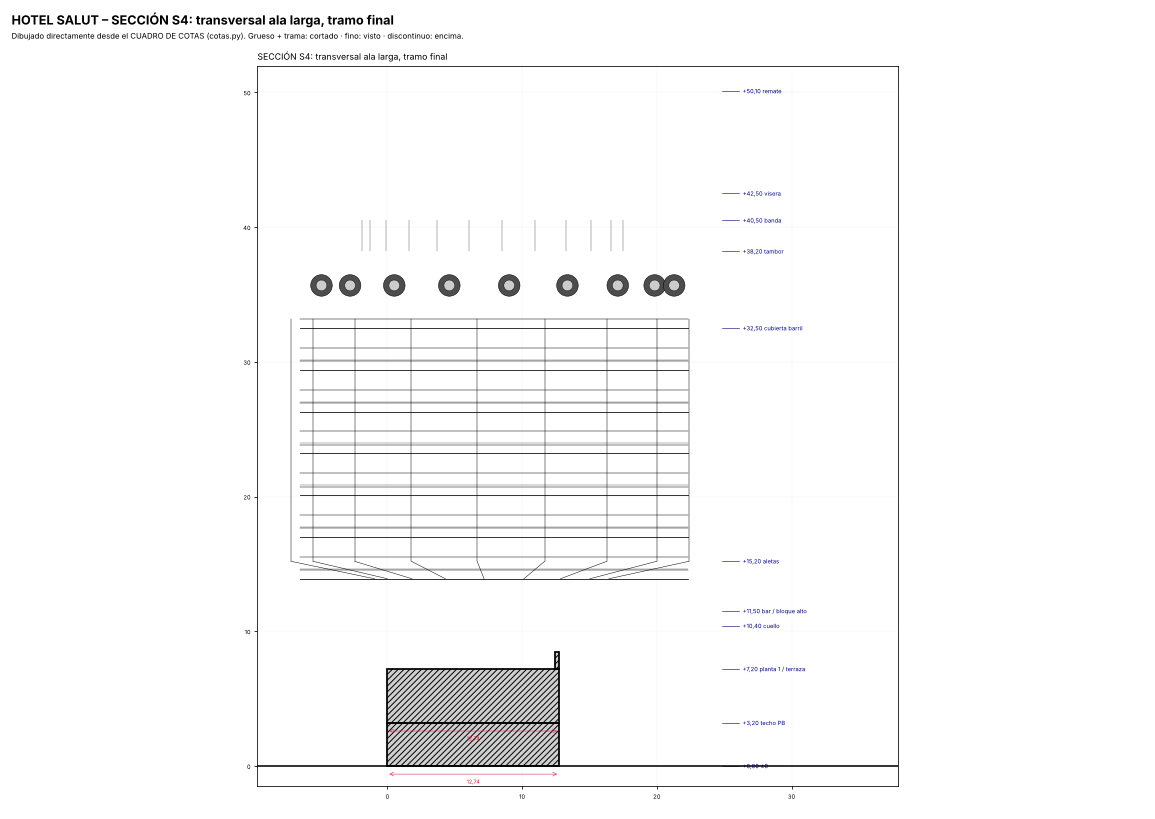 HOTEL SALUT – SECCIÓN S4: transversal ala larga, tramo final
Dibujado directamente desde el CUADRO DE COTAS (cotas.py). Grueso + trama: cortado · fino: visto · discontinuo: encima.
SECCIÓN S4: transversal ala larga, tramo final
50
+50,10 remate
+42,50 visera
40
+40,50 banda
+38,20 tambor
+32,50 cubierta barril
30
20
+15,20 aletas
+11,50 bar / bloque alto
10
+10,40 cuello
+7,20 planta 1 / terraza
+3,20 techo PB
0
12,74
0
10
20
30